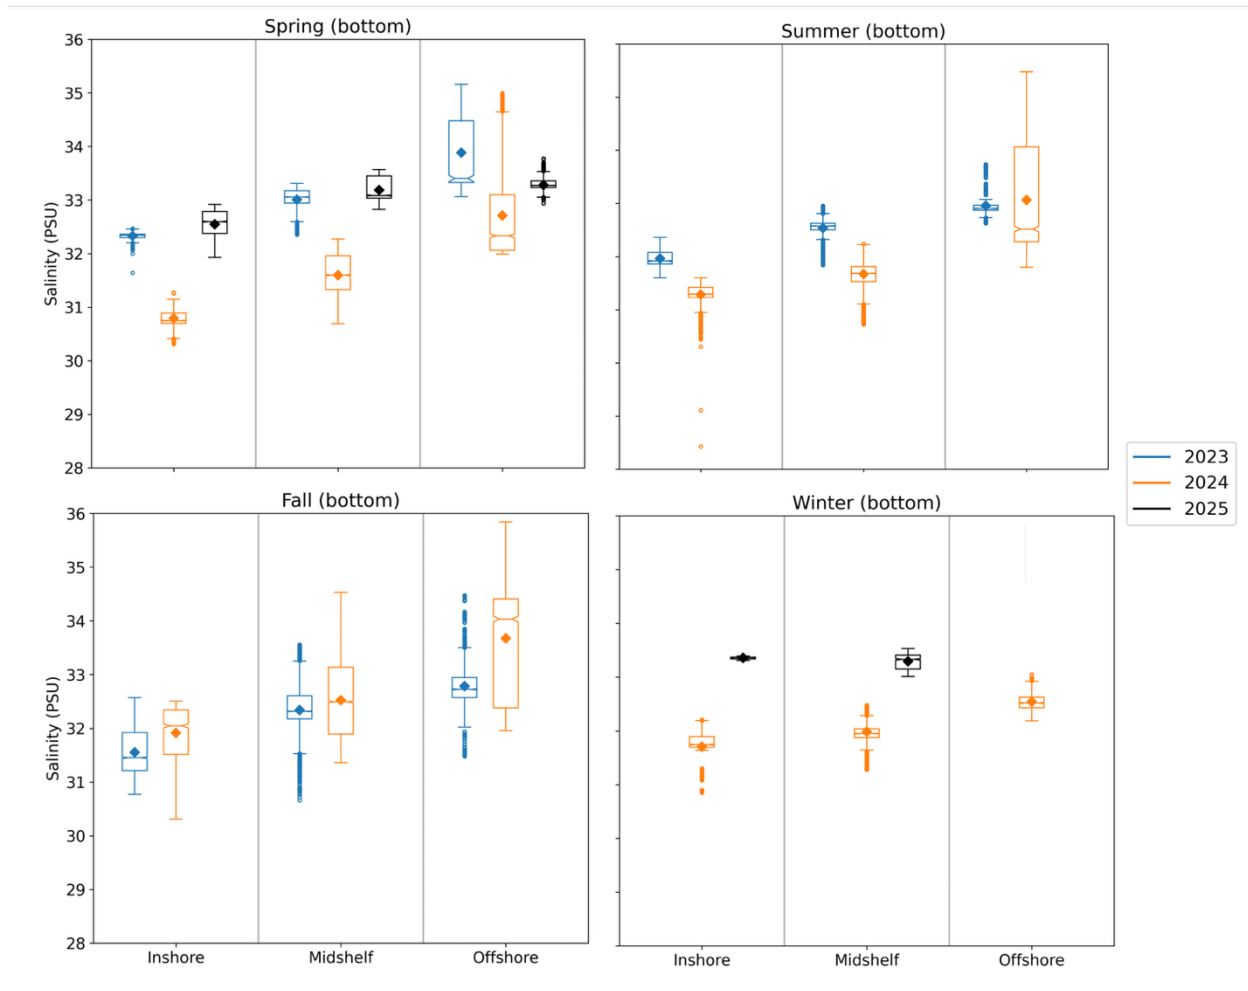 Spring (bottom)
Summer (bottom)
36
35
34
33
32
31
30
29
28
Salinity (PSU)
2023
2024
2025
Fall (bottom)
Winter (bottom)
36
35
34
33
32
31
30
29
28
Salinity (PSU)
Inshore
Midshelf
Offshore
Inshore
Midshelf
Offshore